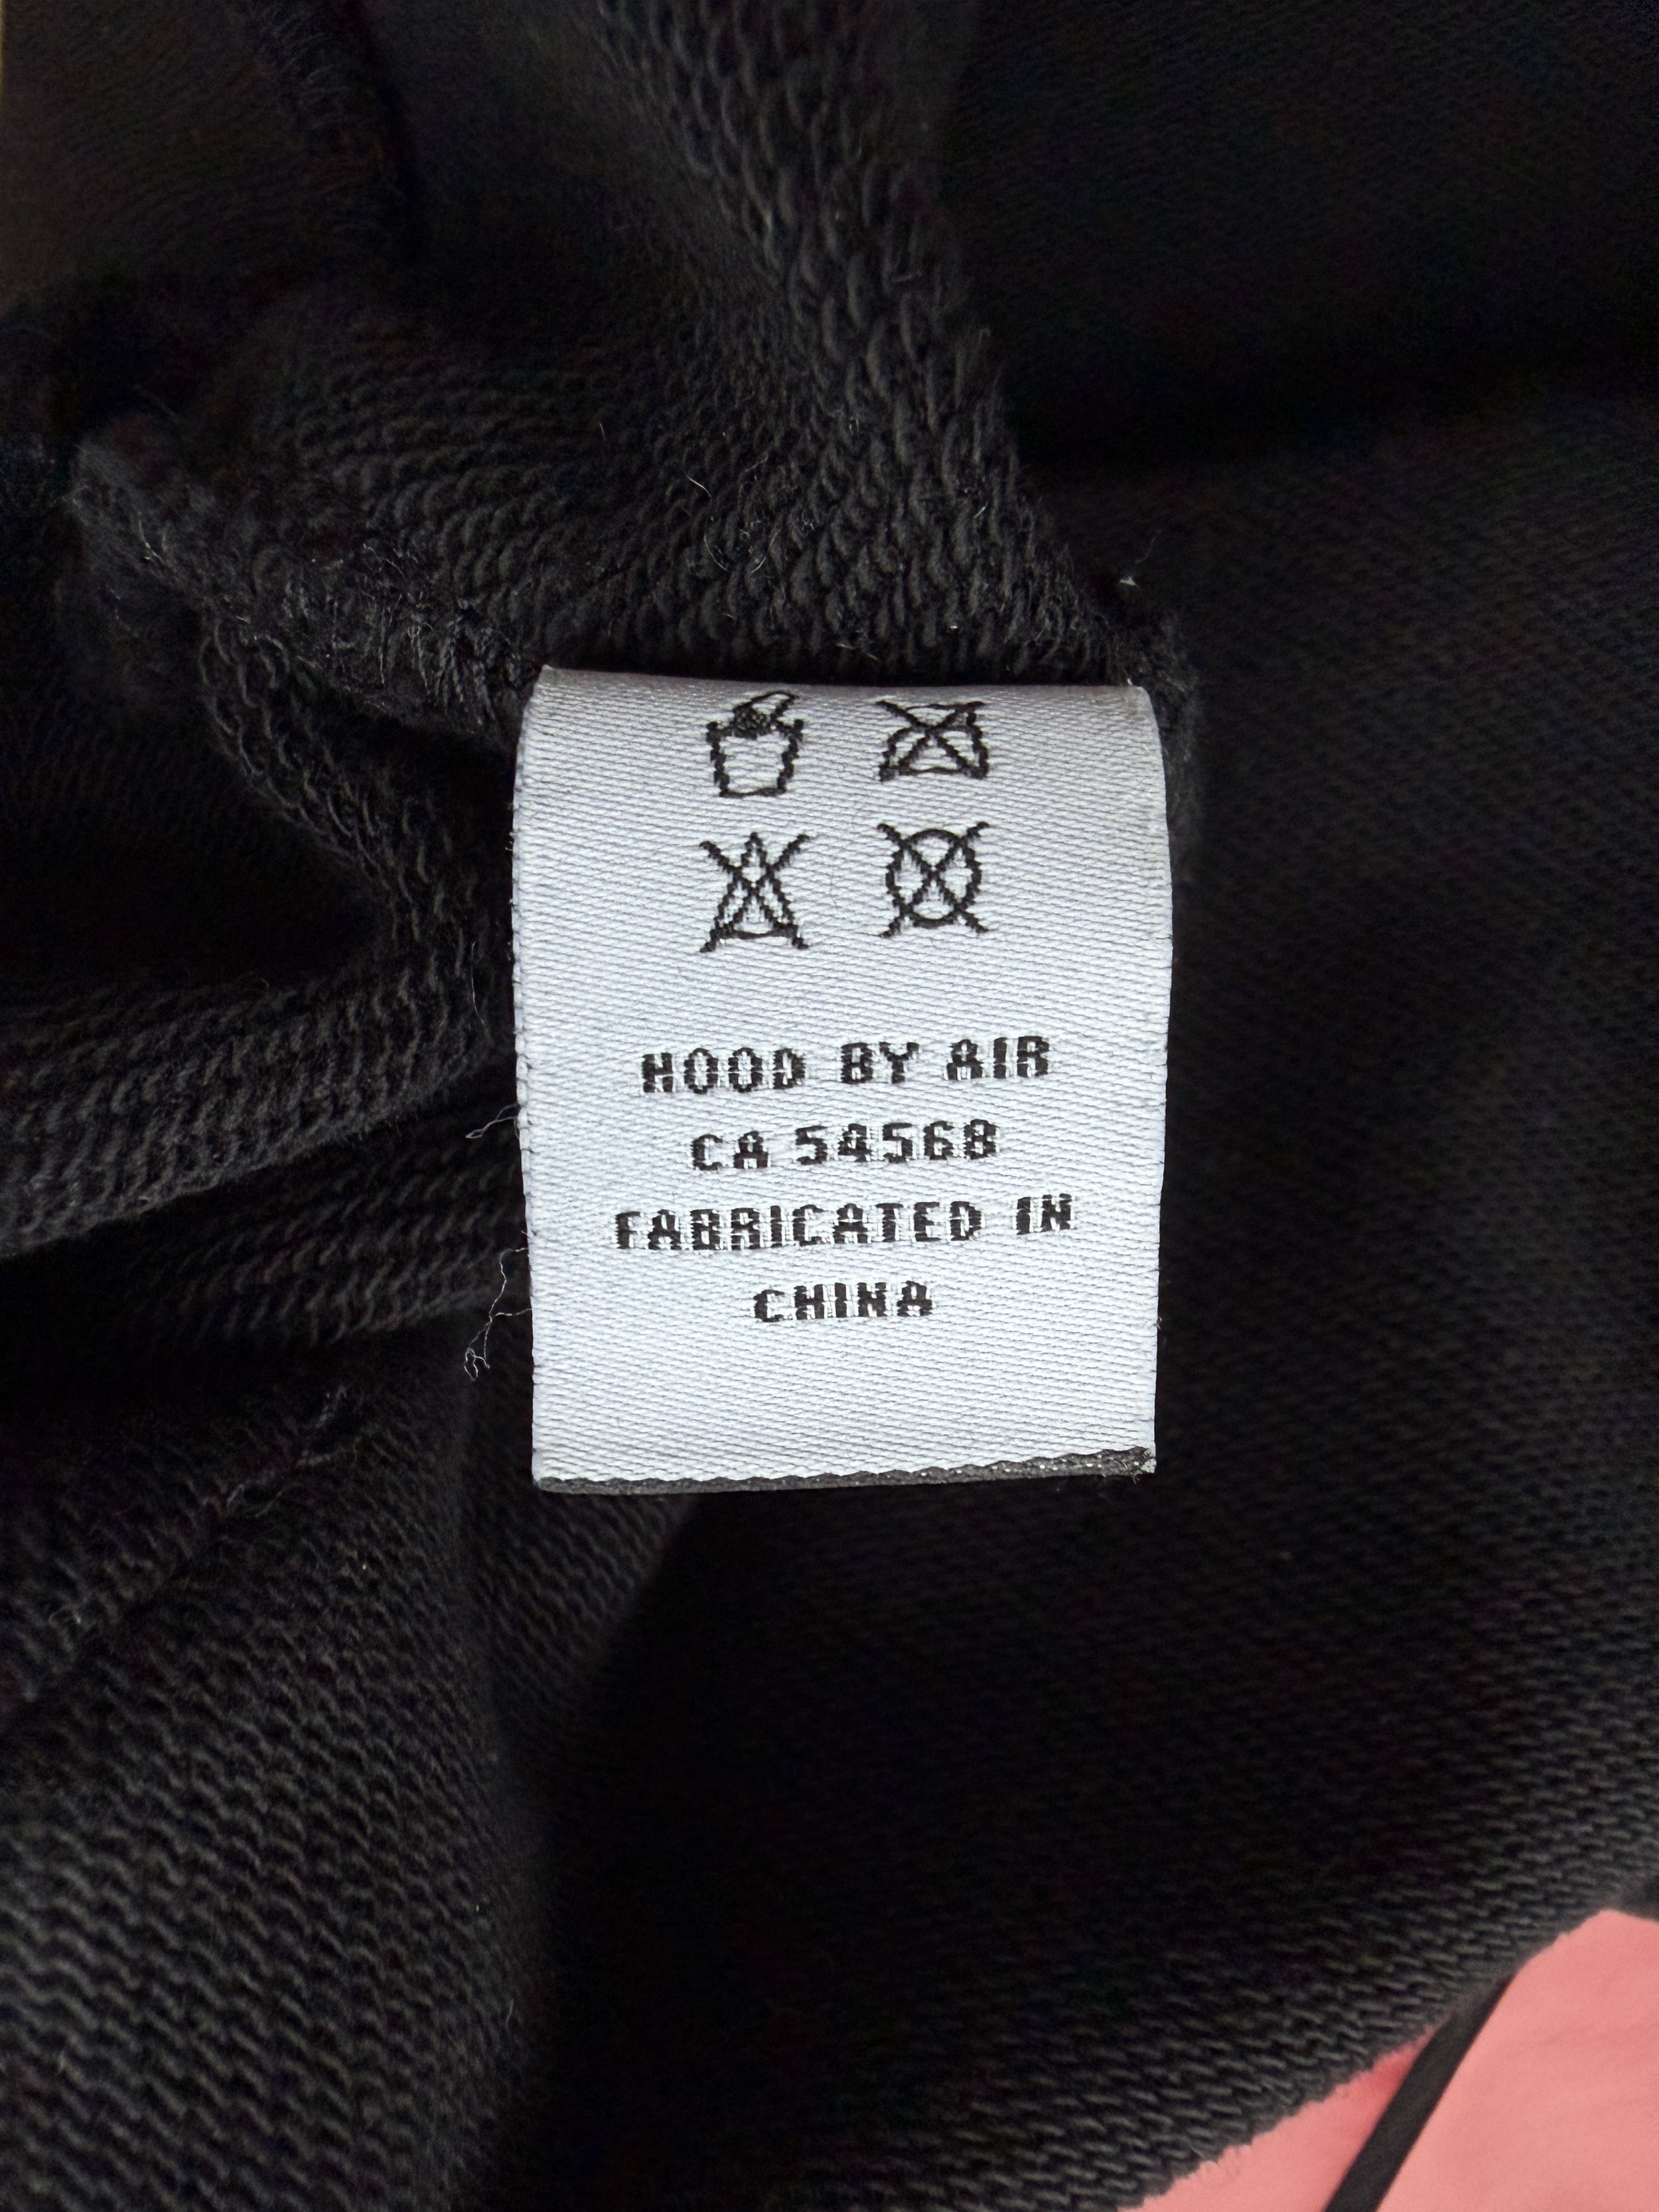 HOOD BY AIR
CA 54568
FABRICATED IN
CHINA